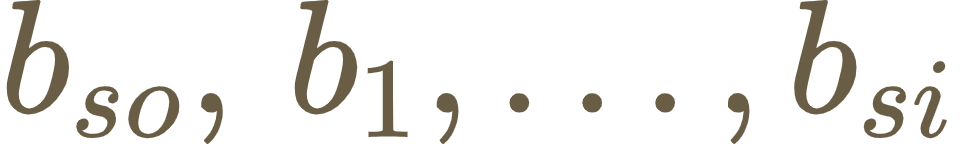 b_{so}, b_1, . . . , b_{si}